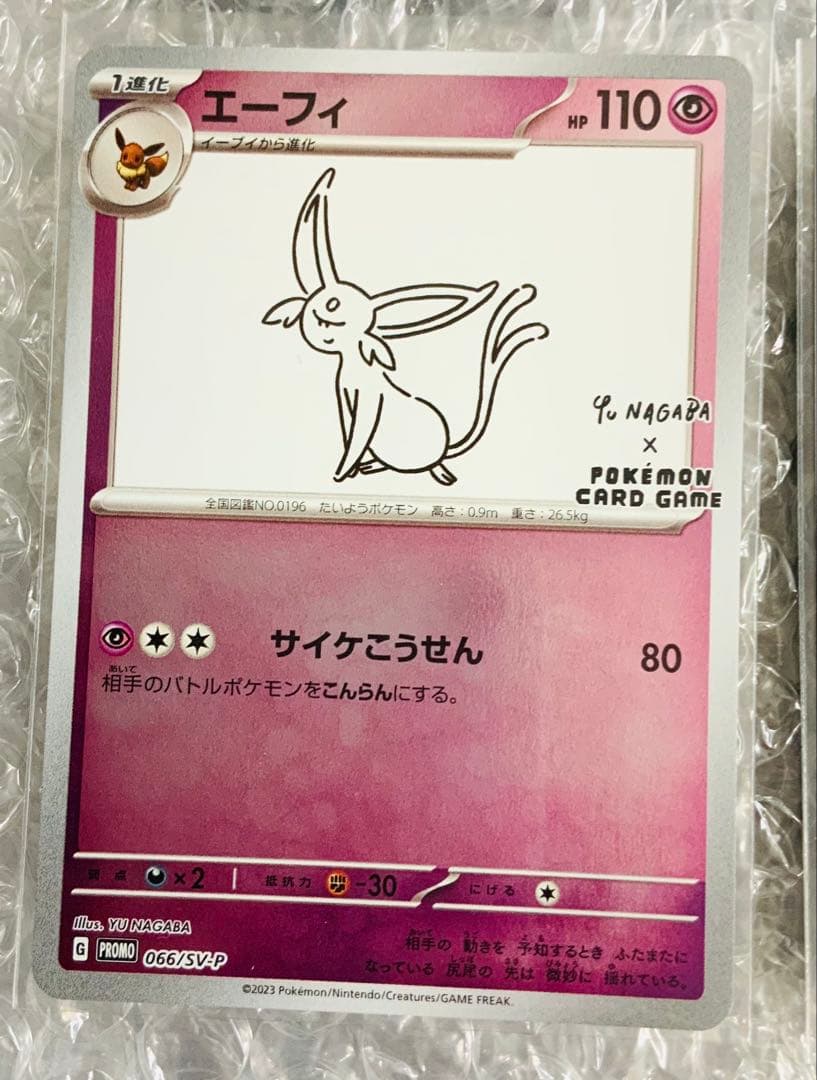 1進化
エーフィ
HP 110
イーブイから進化
Yu NAGABA
×
POKÉMON
CARD GAME
全国図鑑NO.0196 たいようポケモン 高さ:0.9m 重さ:26.5kg
サイケこうせん 80
相手のバトルポケモンをこんらんにする。
弱点 ×2 抵抗力 -30 にげる
Illus. YU NAGABA
G PROMO 066/SV-P
相手の 動きを 予知するとき ふたまたに
なっている 尻尾の 先は 微妙に 揺れている。
©2023 Pokémon/Nintendo/Creatures/GAME FREAK.